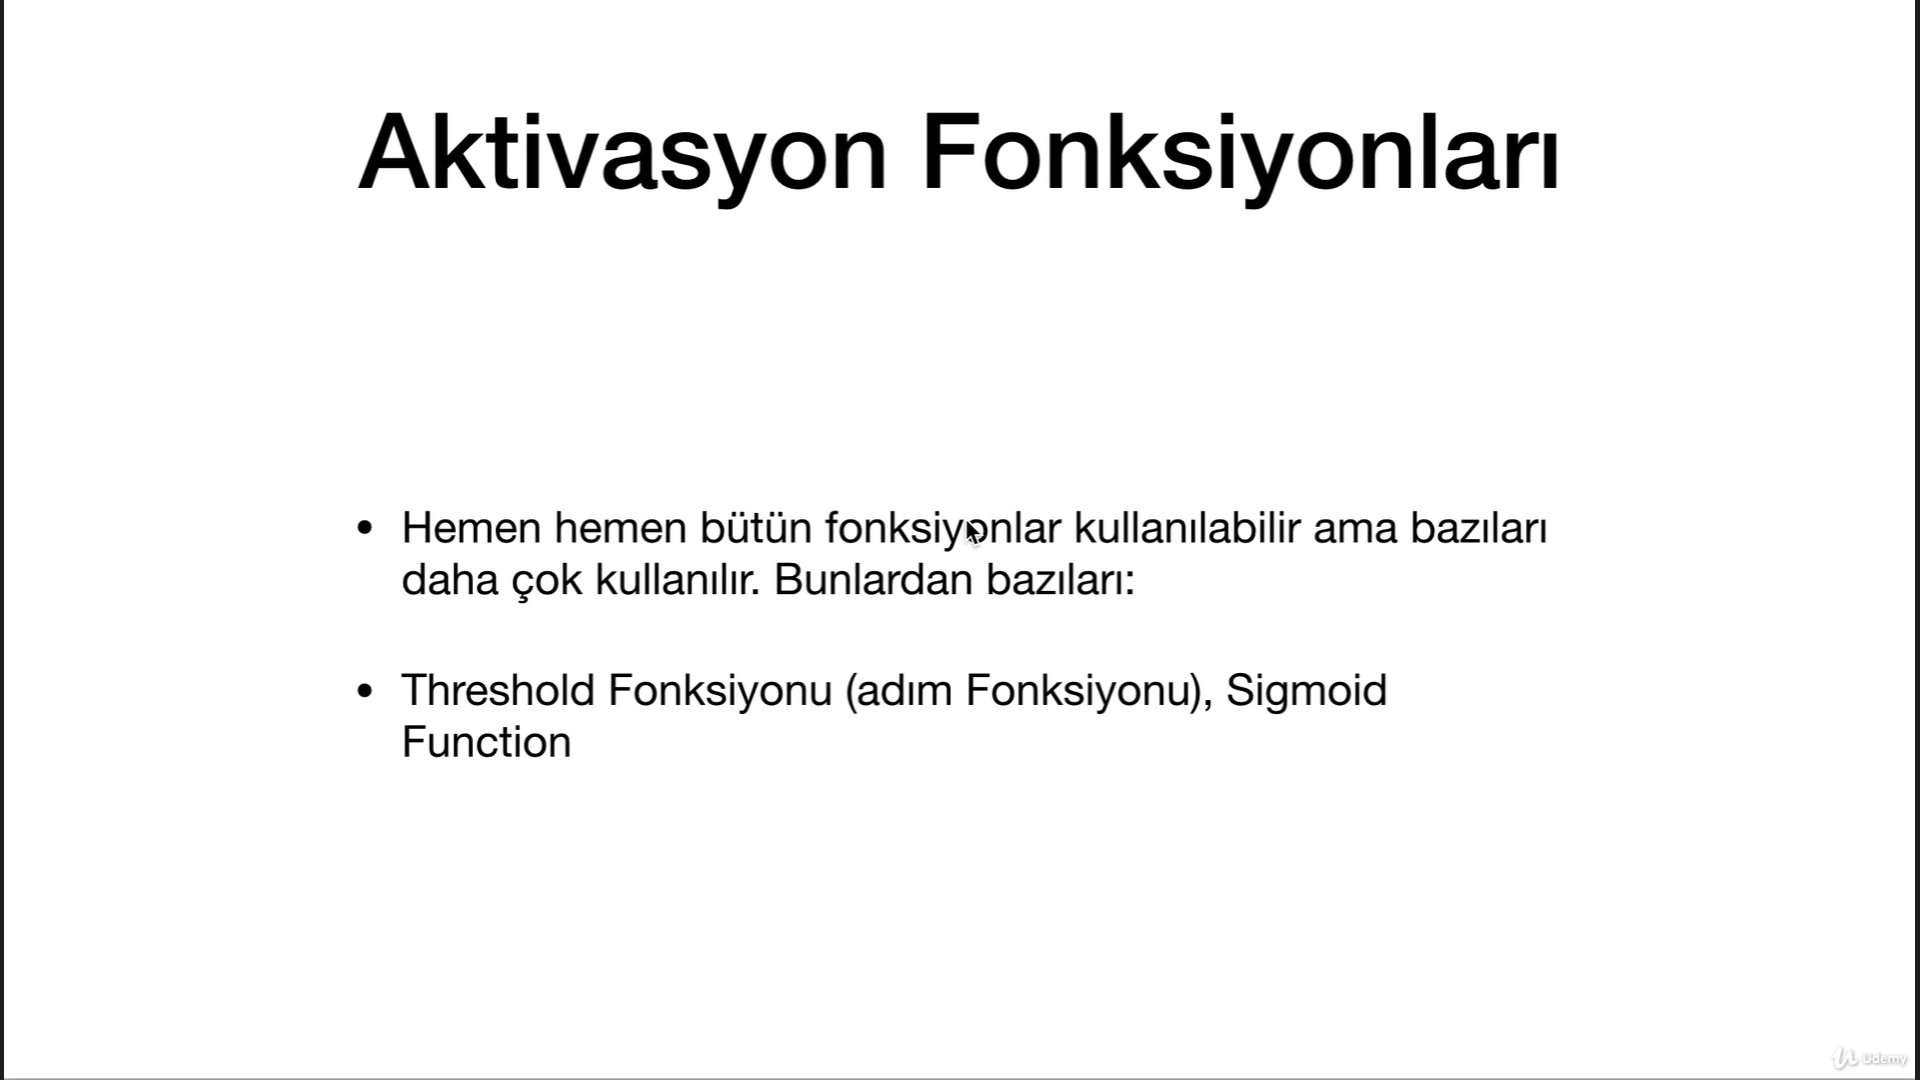 Aktivasyon Fonksiyonları
• Hemen hemen bütün fonksiyonlar kullanılabilir ama bazıları
daha çok kullanılır. Bunlardan bazıları:
• Threshold Fonksiyonu (adım Fonksiyonu), Sigmoid
Function
Udemy